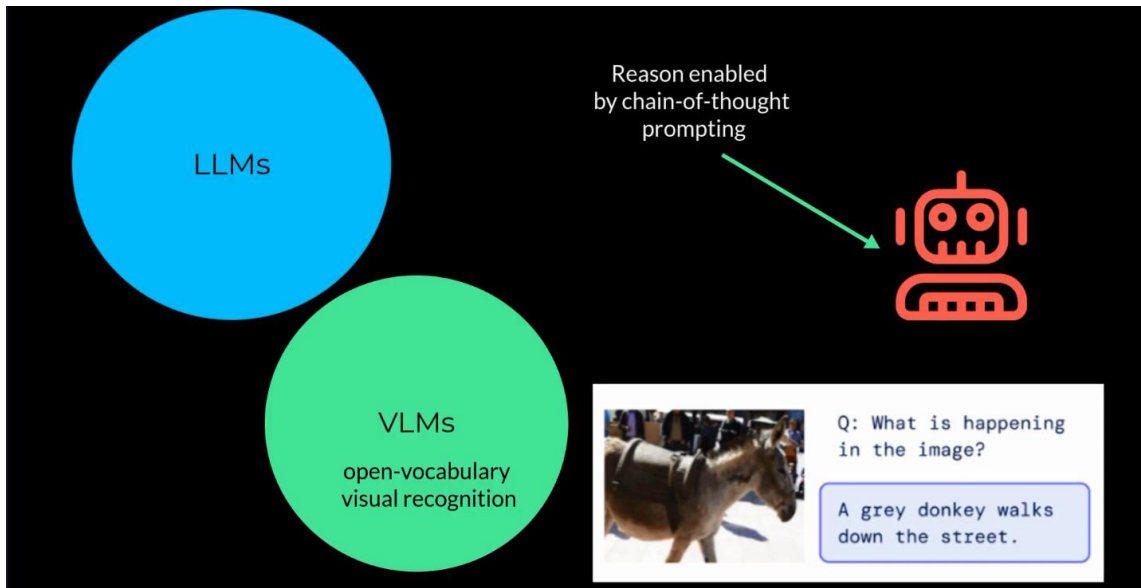 LLMs
Reason enabled
by chain-of-thought
prompting
VLMs
open-vocabulary
visual recognition
Q: What is happening
in the image?
A grey donkey walks
down the street.